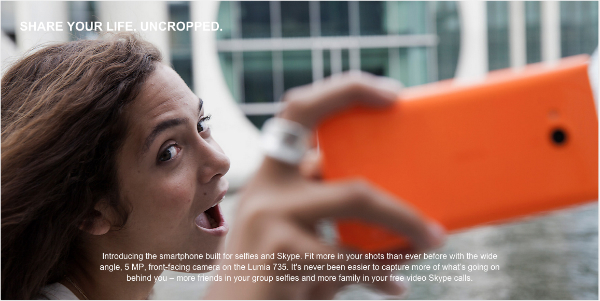 SHARE YOUR LIFE. UNCROPPED.
Introducing the smartphone built for selfies and Skype. Fit more in your shots than ever before with the wide
angle, 5 MP, front-facing camera on the Lumia 735. It's never been easier to capture more of what's going on
behind you – more friends in your group selfies and more family in your free video Skype calls.